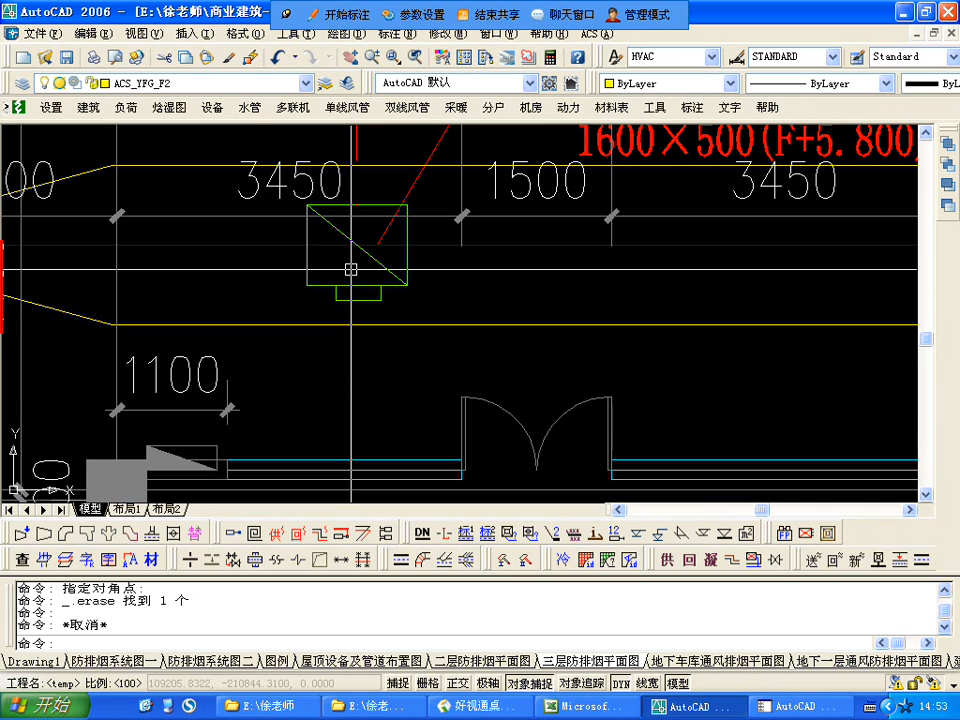 AutoCAD 2006 - [E:\徐老师\商业建筑-
开始标注 参数设置 结束共享 聊天窗口 管理模式
文件(F) 编辑(E) 视图(V) 插入(I) 格式(O) 工具(T) 绘图(D) 标注(N) 修改(M) 窗口(W) 帮助(H) ACS(A)
HVAC STANDARD Standard
ACS_YFG_F2 AutoCAD 默认 ByLayer ByLayer ByL
设置 建筑 负荷 焓湿图 设备 水管 多联机 单线风管 双线风管 采暖 分户 机房 动力 材料表 工具 标注 文字 帮助
1600×500(F+5.800)
00 3450 1500 3450
1100
Y
X
模型 布局1 布局2
DN
查 字 材 冷 供 回 凝 送 回 新
命令: 指定对角点:
命令: _.erase 找到 1 个
命令:
命令: *取消*
命令:
Drawing1 防排烟系统图一 防排烟系统图二 图例 屋顶设备及管道布置图 二层防排烟平面图 三层防排烟平面图 地下车库通风排烟平面图 地下一层通风防排烟平面图
工程名:<temp> 比例:<100> 109205.8322, -210844.3100, 0.0000 捕捉 栅格 正交 极轴 对象捕捉 对象追踪 DYN 线宽 模型
开始 E:\徐老师 E:\徐老... 好视通桌... Microsof... AutoCAD ... AutoCAD ... 14:53